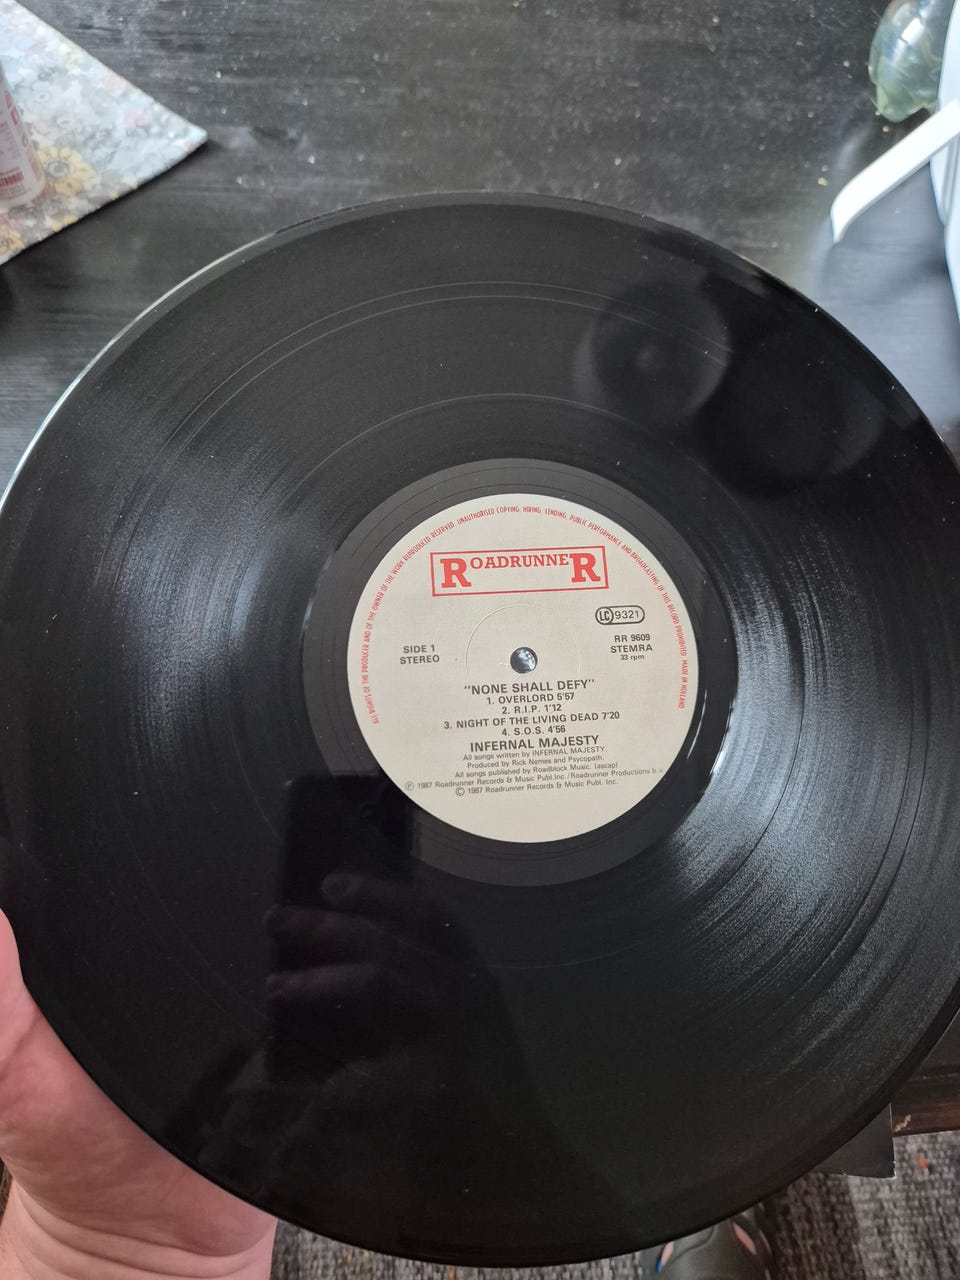 ALL RIGHTS OF THE PRODUCER AND OF THE OWNER OF THE WORK REPRODUCED RESERVED. UNAUTHORISED COPYING, HIRING, LENDING, PUBLIC PERFORMANCE AND BROADCASTING OF THIS RECORD PROHIBITED. MADE IN HOLLAND
ROADRUNNER
LC 9321
SIDE 1
STEREO
RR 9609
STEMRA
33 rpm
"NONE SHALL DEFY"
1. OVERLORD 5'57
2. R.I.P. 1'12
3. NIGHT OF THE LIVING DEAD 7'20
4. S.O.S. 4'56
INFERNAL MAJESTY
All songs written by INFERNAL MAJESTY.
Produced by Rick Nemes and Psycopath.
All songs published by Roadblock Music. (ascap)
℗ 1987 Roadrunner Records & Music Publ.Inc./Roadrunner Productions b.v.
© 1987 Roadrunner Records & Music Publ. Inc.